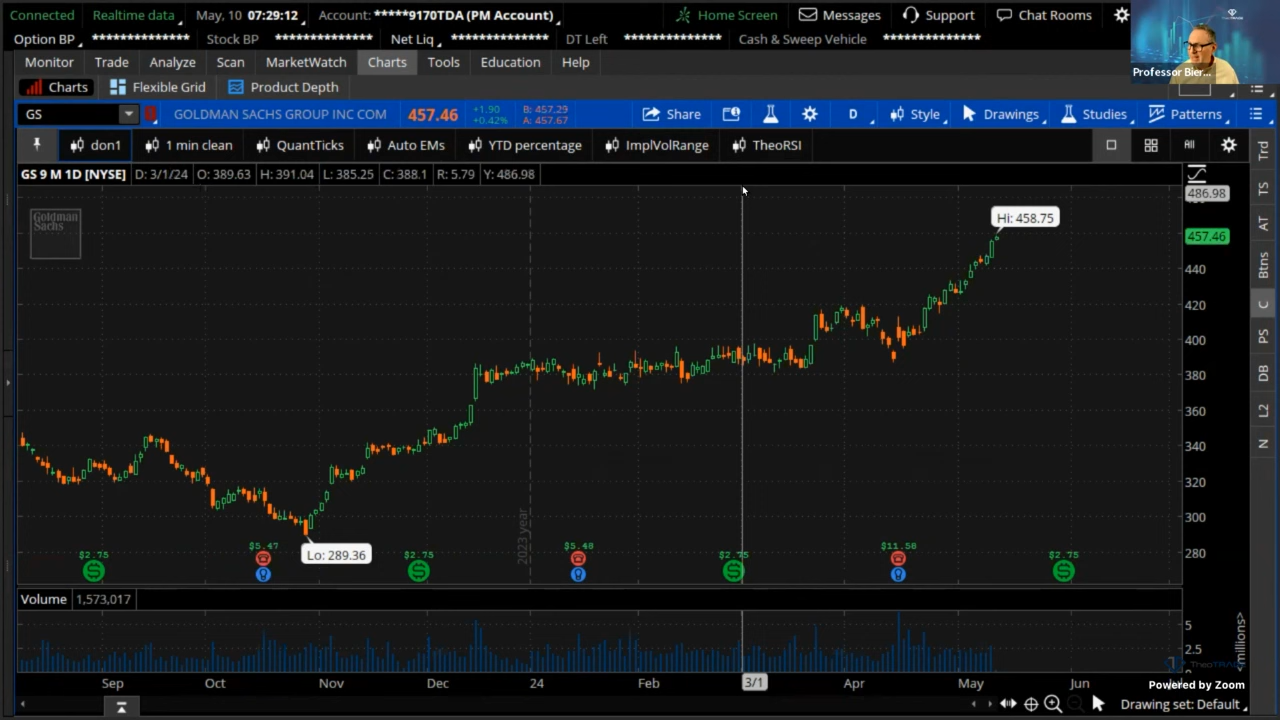 Connected Realtime data May, 10 07:29:12 Account: *****9170TDA (PM Account) Home Screen Messages Support Chat Rooms
Option BP ************** Stock BP ************** Net Liq ************** DT Left ************** Cash & Sweep Vehicle **************
Professor Bier...
Monitor Trade Analyze Scan MarketWatch Charts Tools Education Help
Charts Flexible Grid Product Depth
GS GOLDMAN SACHS GROUP INC COM 457.46 +1.90 +0.42% B: 457.29 A: 457.67 Share D Style Drawings Studies Patterns
don1 1 min clean QuantTicks Auto EMs YTD percentage ImplVolRange TheoRSI All
GS 9 M 1D [NYSE] D: 3/1/24 O: 389.63 H: 391.04 L: 385.25 C: 388.1 R: 5.79 Y: 486.98
Trd
TS
AT
Btns
C
PS
DB
L2
N
Goldman
Sachs
486.98
Hi: 458.75
457.46
440
420
400
380
360
340
320
300
280
2023 year
Lo: 289.36
$2.75 $5.47 $2.75 $5.48 $2.75 $11.58 $2.75
Volume 1,573,017
5
2.5
<millions>
TheoTRADE
Sep Oct Nov Dec 24 Feb 3/1 Apr May Jun
Powered by Zoom
Drawing set: Default